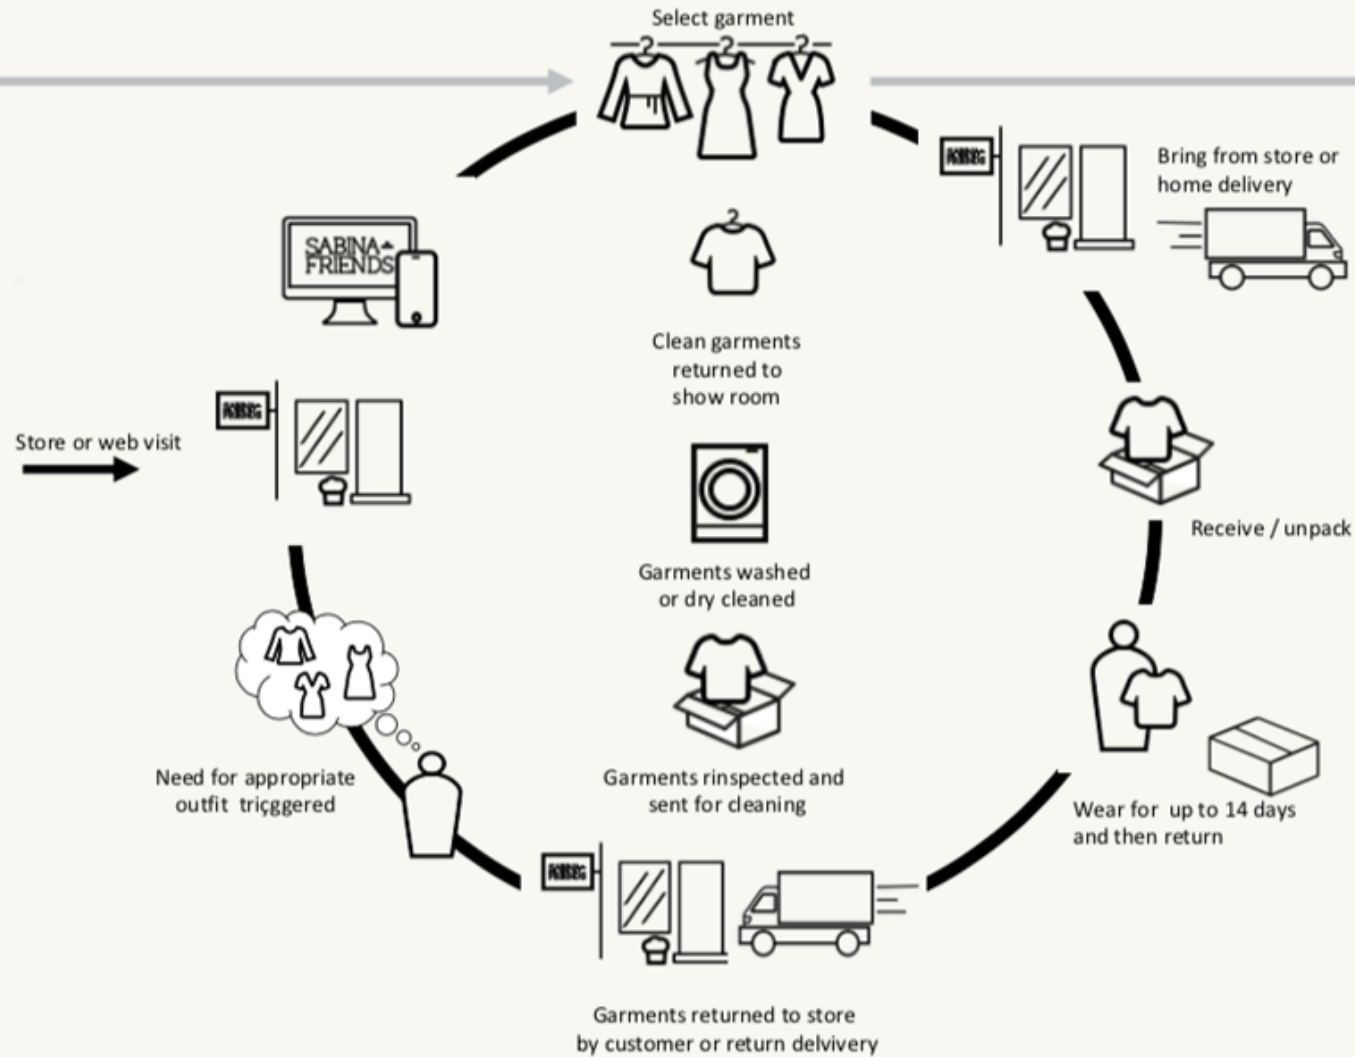 Select garment
Bring from store or
home delivery
SABINA+
FRIENDS
Clean garments
returned to
show room
Store or web visit
Receive / unpack
Garments washed
or dry cleaned
Need for appropriate
outfit triçggered
Garments rinspected and
sent for cleaning
Wear for up to 14 days
and then return
Garments returned to store
by customer or return delvivery